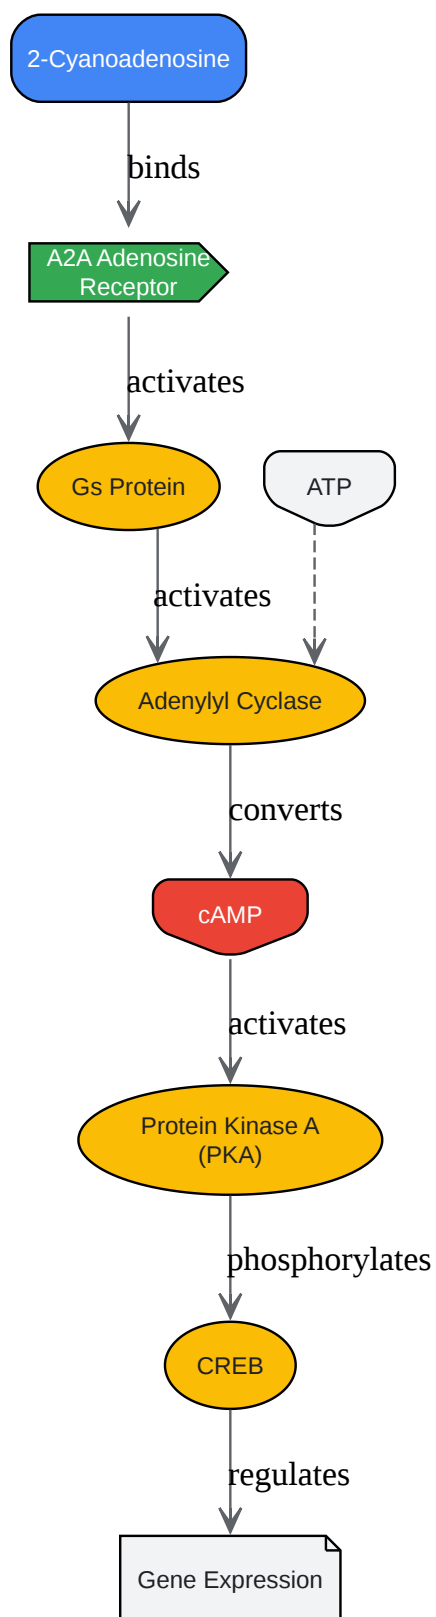 2-Cyanoadenosine
binds
A2A Adenosine
Receptor
activates
Gs Protein
ATP
activates
Adenylyl Cyclase
converts
cAMP
activates
Protein Kinase A
(PKA)
phosphorylates
CREB
regulates
Gene Expression